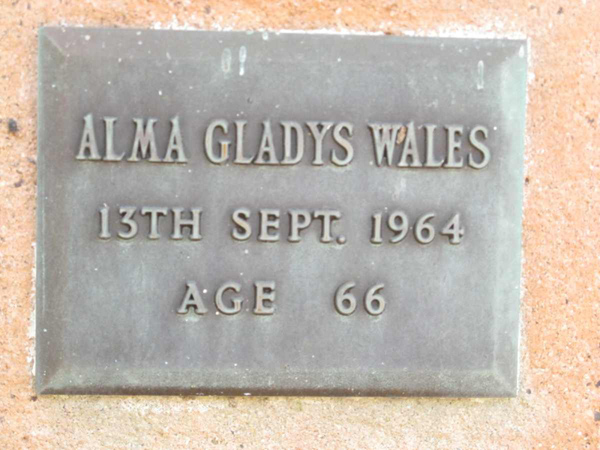 ALMA GLADYS WALES
13TH SEPT. 1964
AGE 66